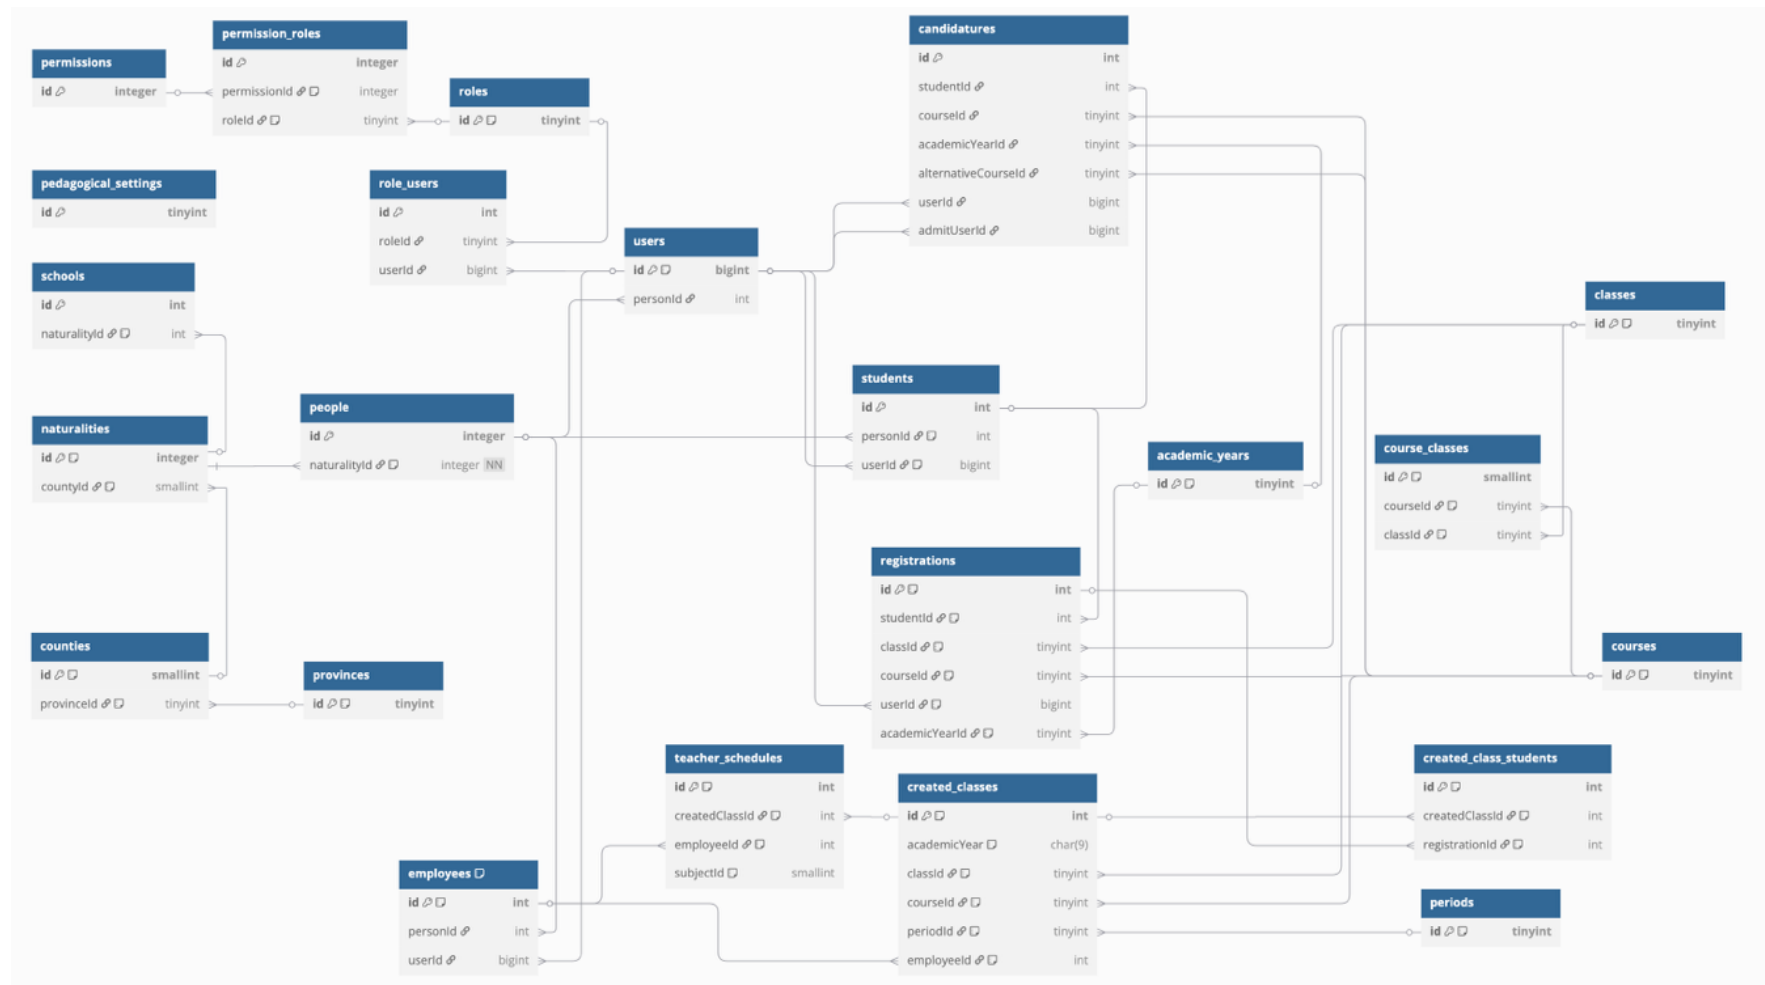 permissions
id integer
permission_roles
id integer
permissionId integer
roleId tinyint
roles
id tinyint
pedagogical_settings
id tinyint
role_users
id int
roleId tinyint
userId bigint
schools
id int
naturalityId int
users
id bigint
personId int
candidatures
id int
studentId int
courseId tinyint
academicYearId tinyint
alternativeCourseId tinyint
userId bigint
admitUserId bigint
classes
id tinyint
naturalities
id integer
countyId smallint
people
id integer
naturalityId integer NN
students
id int
personId int
userId bigint
academic_years
id tinyint
course_classes
id smallint
courseId tinyint
classId tinyint
registrations
id int
studentId int
classId tinyint
courseId tinyint
userId bigint
academicYearId tinyint
counties
id smallint
provinceId tinyint
provinces
id tinyint
courses
id tinyint
teacher_schedules
id int
createdClassId int
employeeId int
subjectId smallint
created_classes
id int
academicYear char(9)
classId tinyint
courseId tinyint
periodId tinyint
employeeId int
created_class_students
id int
createdClassId int
registrationId int
employees
id int
personId int
userId bigint
periods
id tinyint